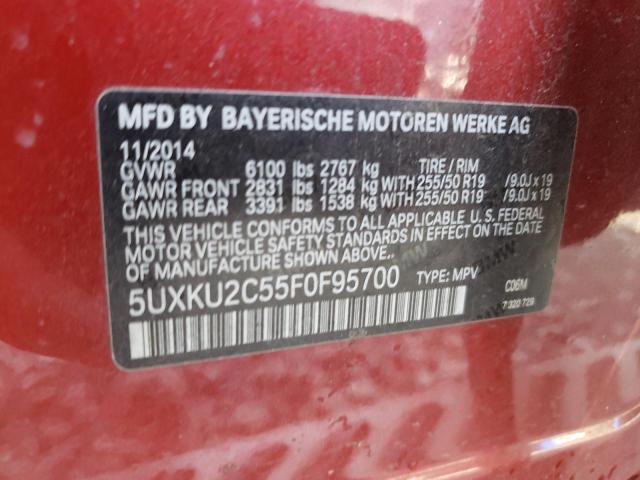 MFD BY BAYERISCHE MOTOREN WERKE AG
11/2014
GVWR 6100 lbs 2767 kg TIRE / RIM
GAWR FRONT 2831 lbs 1284 kg WITH 255/50 R19 /9.0J x 19
GAWR REAR 3391 lbs 1538 kg WITH 255/50 R19 /9.0J x 19
THIS VEHICLE CONFORMS TO ALL APPLICABLE U. S. FEDERAL
MOTOR VEHICLE SAFETY STANDARDS IN EFFECT ON THE DATE
OF MANUFACTURE SHOWN ABOVE.
5UXKU2C55F0F95700 TYPE: MPV C06M
7 320 729